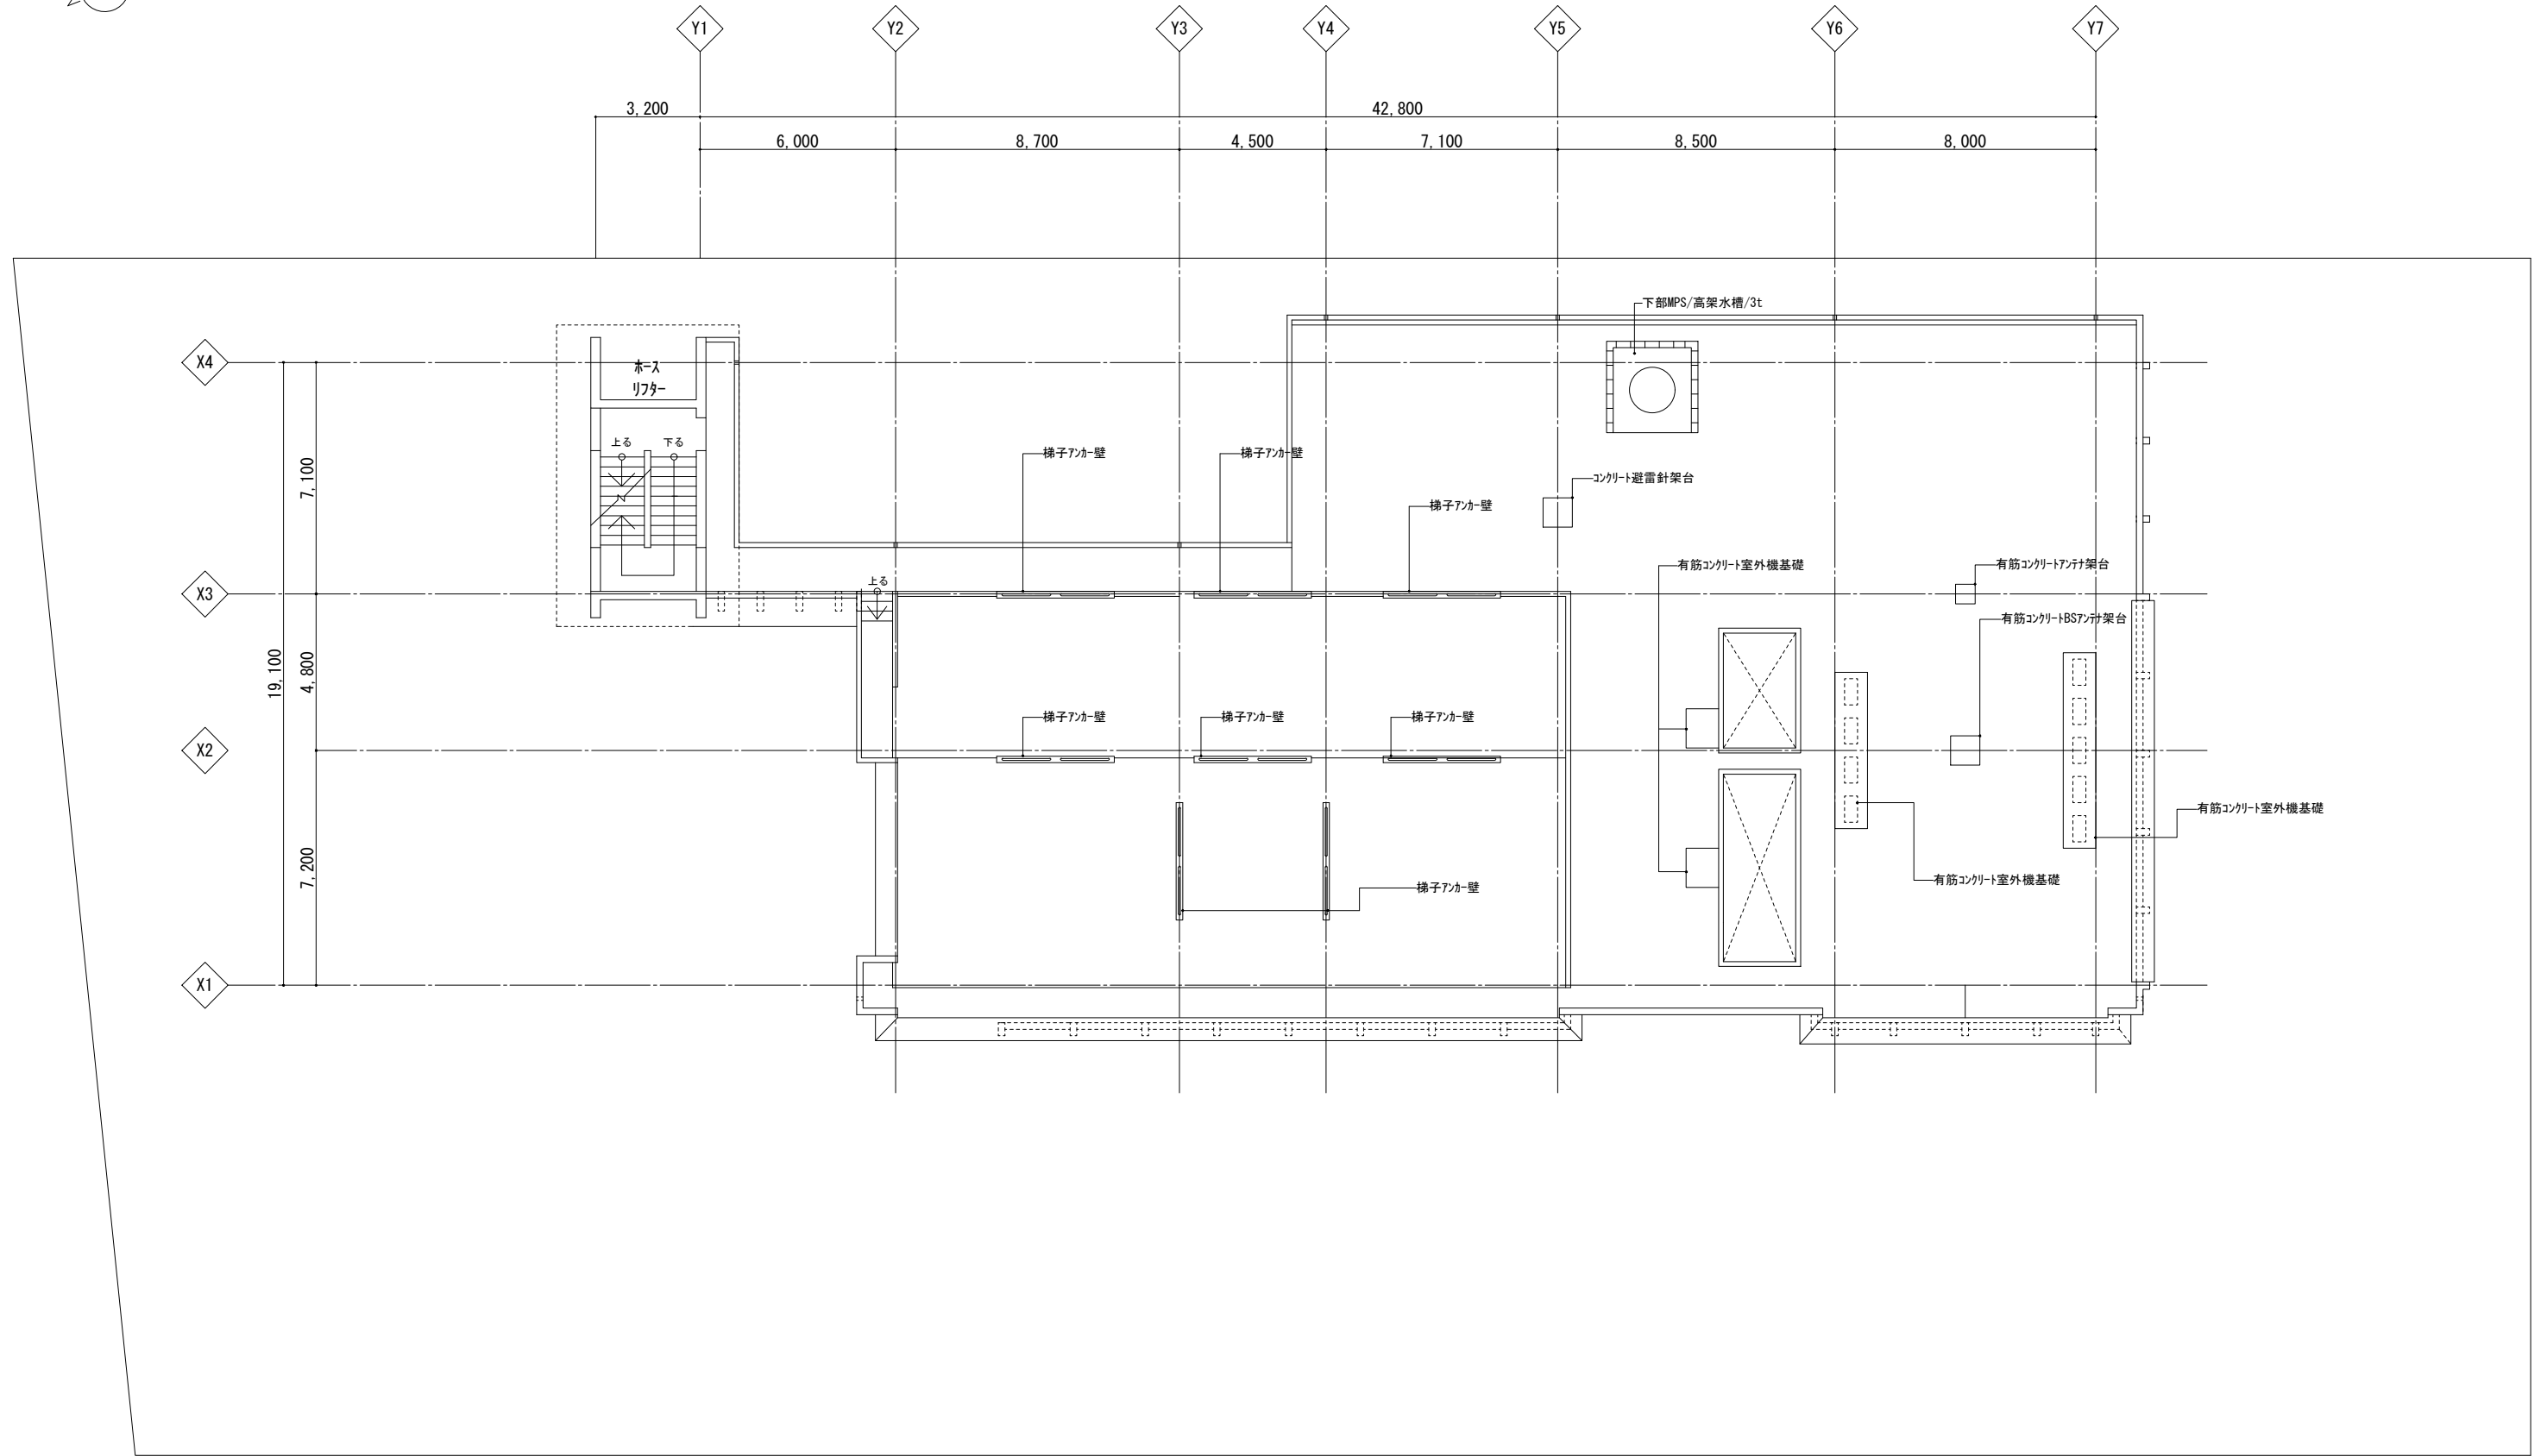 Y1
Y2
Y3
Y4
Y5
Y6
Y7
3,200
42,800
6,000
8,700
4,500
7,100
8,500
8,000
下部MPS/高架水槽/3t
X4
ホース
リフター
上る
下る
梯子アンカー壁
梯子アンカー壁
コンクリート避雷針架台
7,100
梯子アンカー壁
有筋コンクリート室外機基礎
有筋コンクリートアンテナ架台
上る
X3
有筋コンクリートBSアンテナ架台
19,100
4,800
梯子アンカー壁
梯子アンカー壁
梯子アンカー壁
X2
有筋コンクリート室外機基礎
7,200
有筋コンクリート室外機基礎
梯子アンカー壁
X1